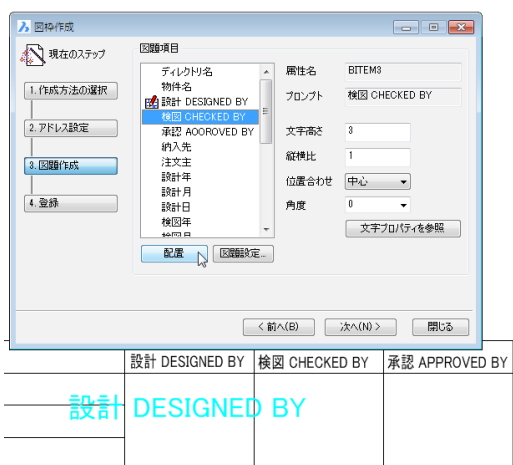 図枠作成
現在のステップ
1. 作成方法の選択
2. アドレス設定
3. 図題作成
4. 登録
図題項目
ディレクトリ名
物件名
設計 DESIGNED BY
検図 CHECKED BY
承認 AOOROVED BY
納入先
注文主
設計年
設計月
設計日
検図年
検図月
配置
図題設定...
属性名 BITEM3
プロンプト 検図 CHECKED BY
文字高さ 3
縦横比 1
位置合わせ 中心
角度 0
文字プロパティを参照
< 前へ(B)
次へ(N) >
閉じる
設計 DESIGNED BY 検図 CHECKED BY 承認 APPROVED BY
設計 DESIGNED BY